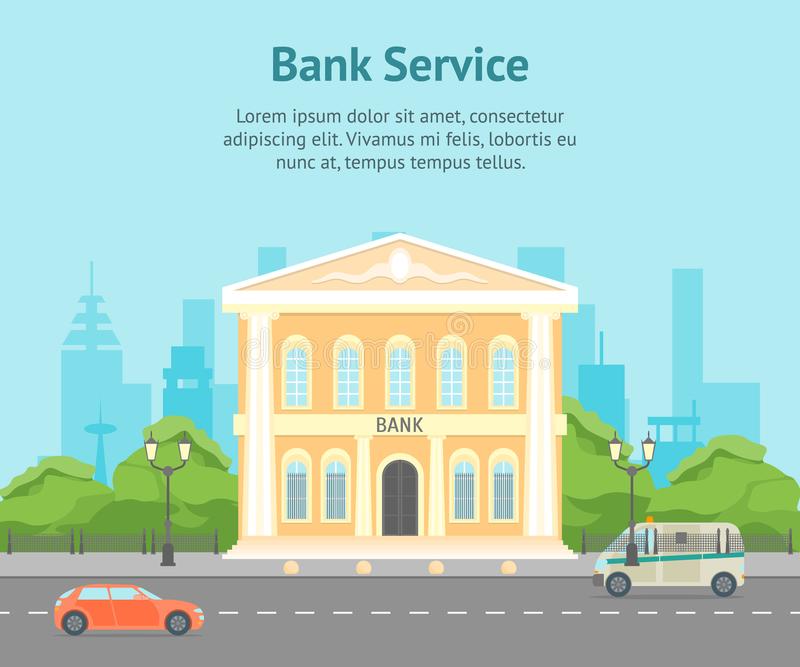 Bank Service
Lorem ipsum dolor sit amet, consectetur
adipiscing elit. Vivamus mi felis, lobortis eu
nunc at, tempus tempus tellus.
BANK